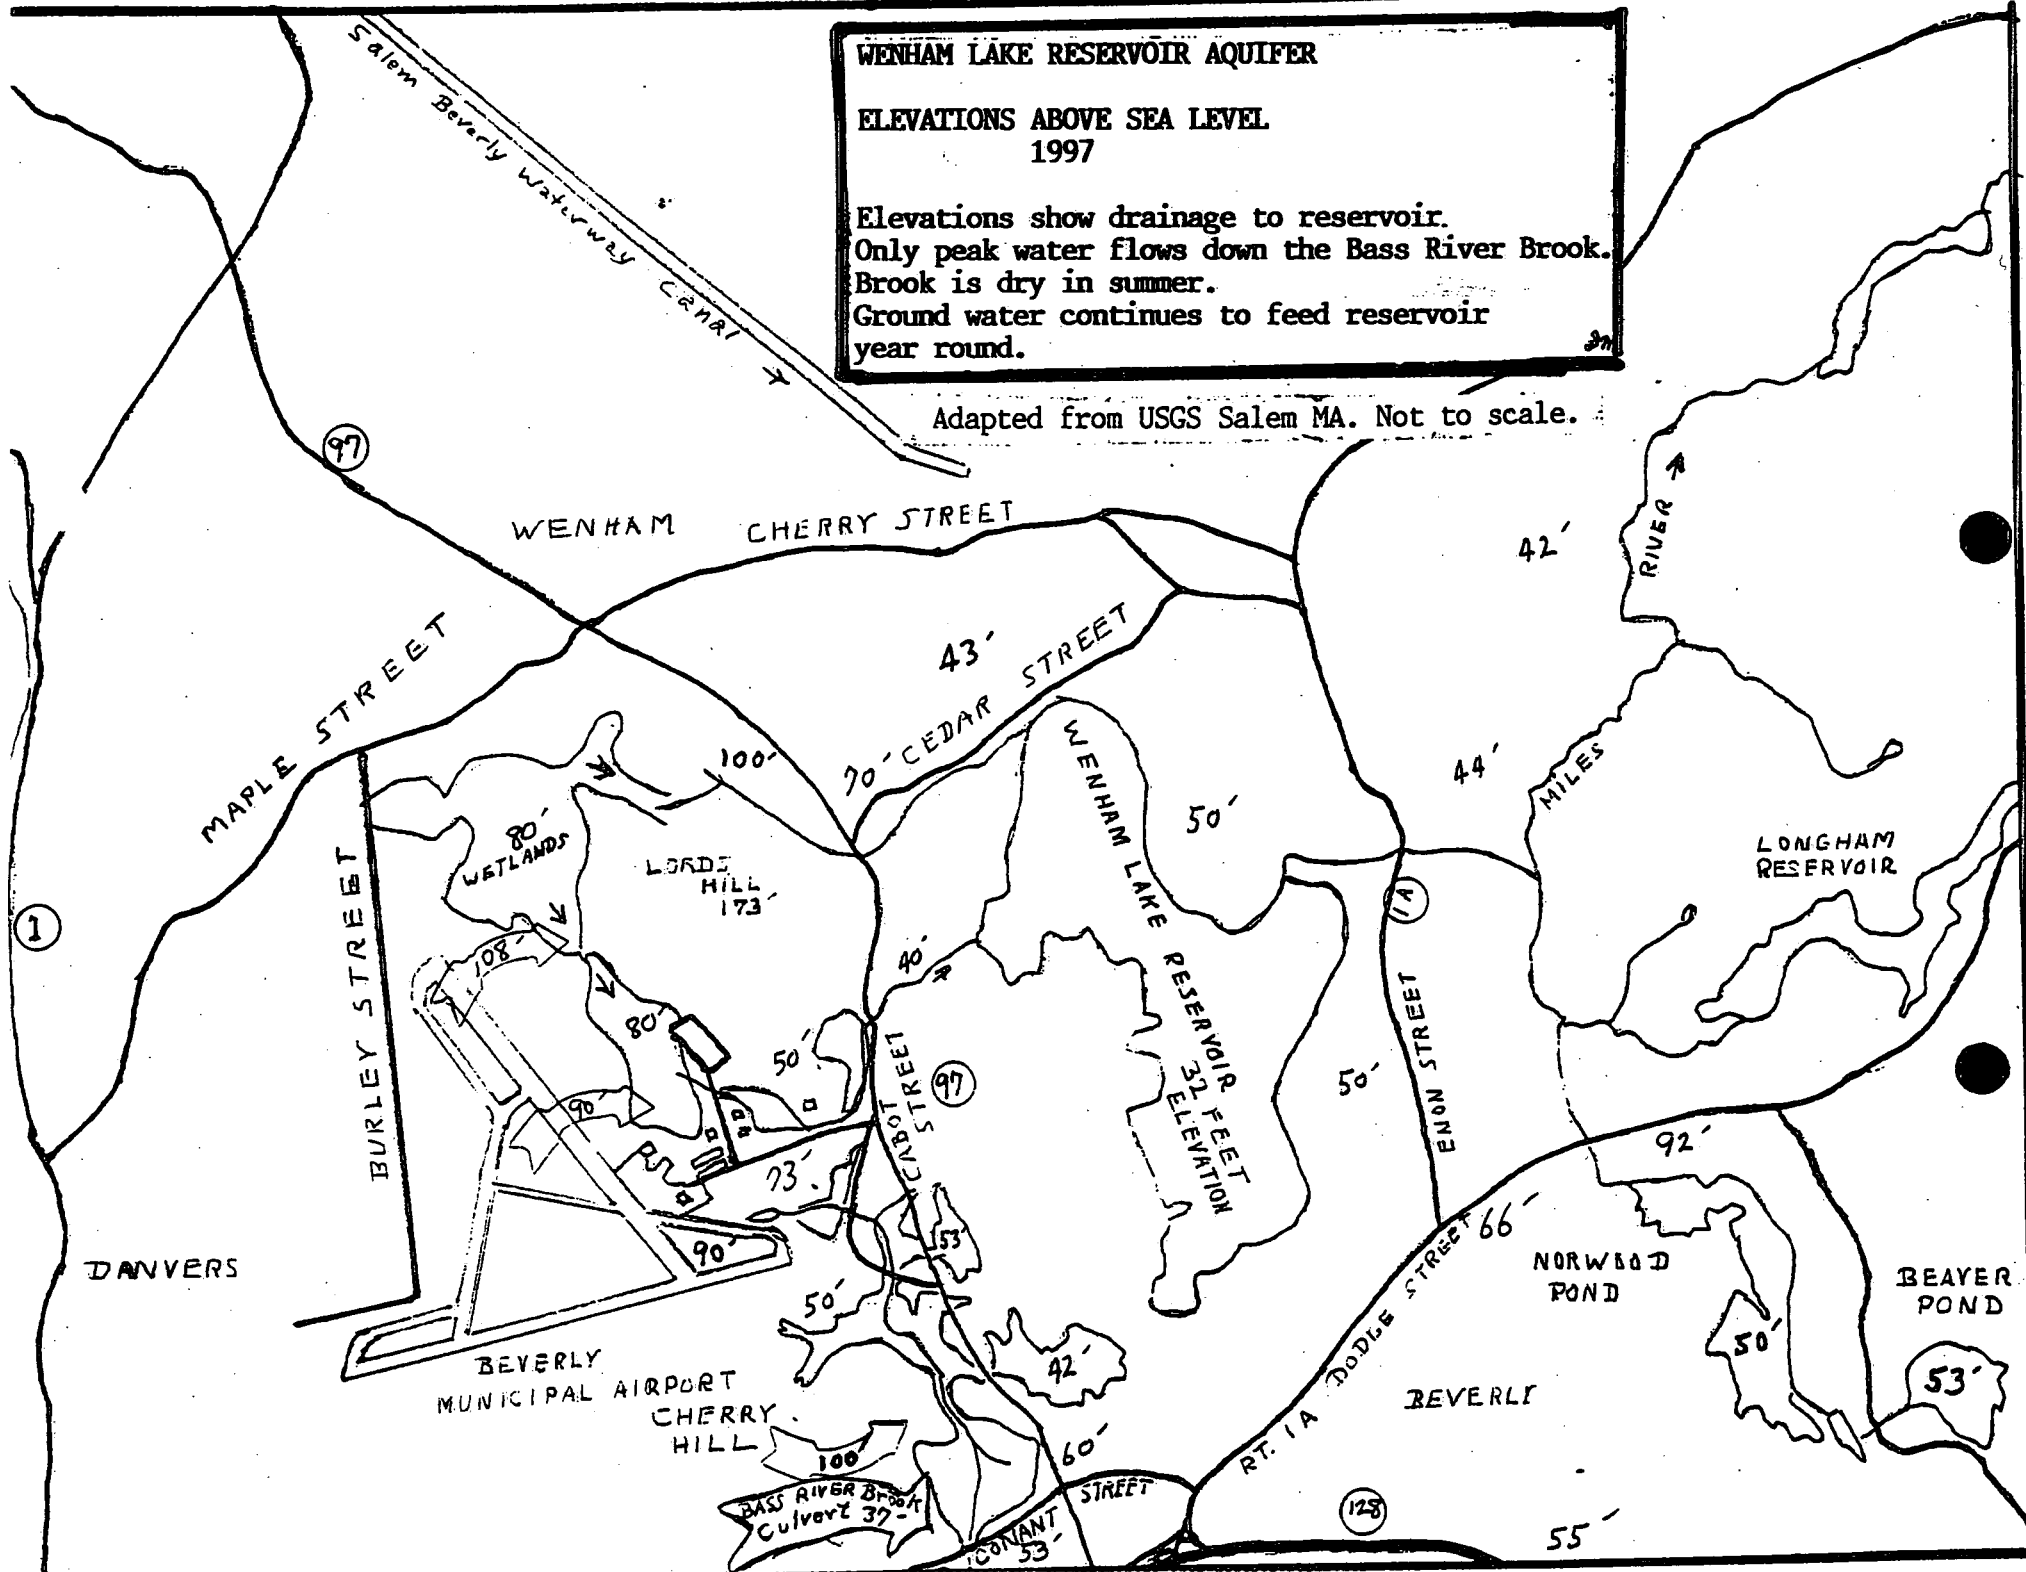 WENHAM LAKE RESERVOIR AQUIFER
ELEVATIONS ABOVE SEA LEVEL
1997
Elevations show drainage to reservoir.
Only peak water flows down the Bass River Brook.
Brook is dry in summer.
Ground water continues to feed reservoir
year round.
Adapted from USGS Salem MA. Not to scale.
Salem Beverly Waterway Canal
97
WENHAM
CHERRY STREET
42'
RIVER
43'
MAPLE STREET
CEDAR STREET
70'
100'
44'
MILES
50'
WENHAM LAKE RESERVOIR
32 FEET
ELEVATION
80'
WETLANDS
LORDS
HILL
173'
LONGHAM
RESERVOIR
1
1A
BURLEY STREET
108'
40'
80'
50'
ENON STREET
50'
CABOT
STREET
97
90'
73'
92'
53'
66'
90'
DANVERS
NORWOOD
POND
BEAVER
POND
50'
50'
42'
53'
BEVERLY
MUNICIPAL AIRPORT
CHERRY
HILL
100'
RT. 1A DODLE STREET
BEVERLY
60'
BASS RIVER Brook
Culvert 37-
CONANT STREET
53'
128
55'